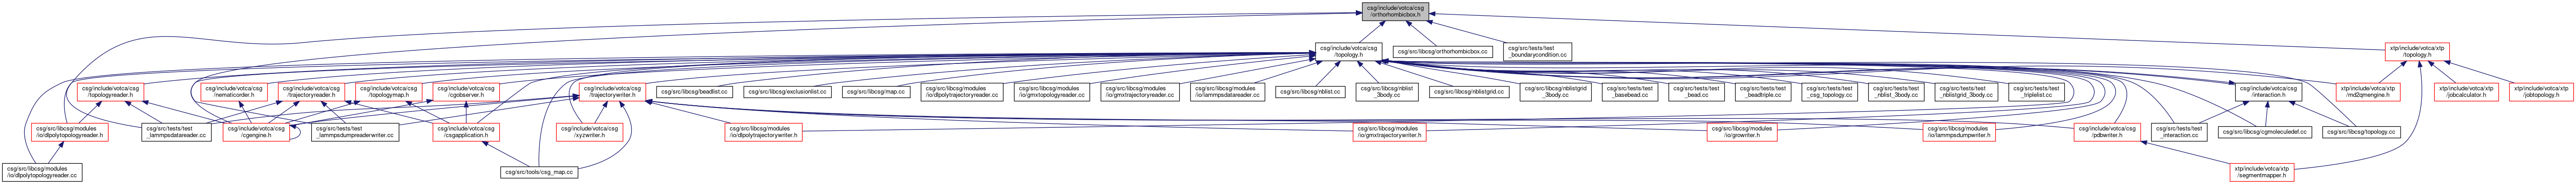 csg/include/votca/csg
/orthorhombicbox.h
csg/include/votca/csg
/topology.h
csg/src/libcsg/orthorhombicbox.cc
csg/src/tests/test
_boundarycondition.cc
xtp/include/votca/xtp
/topology.h
csg/include/votca/csg
/topologyreader.h
csg/include/votca/csg
/nematicorder.h
csg/include/votca/csg
/trajectoryreader.h
csg/include/votca/csg
/topologymap.h
csg/include/votca/csg
/cgobserver.h
csg/include/votca/csg
/trajectorywriter.h
csg/src/libcsg/beadlist.cc
csg/src/libcsg/exclusionlist.cc
csg/src/libcsg/map.cc
csg/src/libcsg/modules
/io/dlpolytrajectoryreader.cc
csg/src/libcsg/modules
/io/gmxtopologyreader.cc
csg/src/libcsg/modules
/io/gmxtrajectoryreader.cc
csg/src/libcsg/modules
/io/lammpsdatareader.cc
csg/src/libcsg/nblist.cc
csg/src/libcsg/nblist
_3body.cc
csg/src/libcsg/nblistgrid.cc
csg/src/libcsg/nblistgrid
_3body.cc
csg/src/tests/test
_basebead.cc
csg/src/tests/test
_bead.cc
csg/src/tests/test
_beadtriple.cc
csg/src/tests/test
_csg_topology.cc
csg/src/tests/test
_nblist_3body.cc
csg/src/tests/test
_nblistgrid_3body.cc
csg/src/tests/test
_triplelist.cc
csg/include/votca/csg
/interaction.h
xtp/include/votca/xtp
/md2qmengine.h
xtp/include/votca/xtp
/jobcalculator.h
xtp/include/votca/xtp
/jobtopology.h
csg/src/libcsg/modules
/io/dlpolytopologyreader.h
csg/src/tests/test
_lammpsdatareader.cc
csg/include/votca/csg
/cgengine.h
csg/src/tests/test
_lammpsdumpreaderwriter.cc
csg/include/votca/csg
/csgapplication.h
csg/include/votca/csg
/xyzwriter.h
csg/src/libcsg/modules
/io/dlpolytrajectorywriter.h
csg/src/libcsg/modules
/io/gmxtrajectorywriter.h
csg/src/libcsg/modules
/io/growriter.h
csg/src/libcsg/modules
/io/lammpsdumpwriter.h
csg/include/votca/csg
/pdbwriter.h
csg/src/tests/test
_interaction.cc
csg/src/libcsg/cgmoleculedef.cc
csg/src/libcsg/topology.cc
csg/src/libcsg/modules
/io/dlpolytopologyreader.cc
csg/src/tools/csg_map.cc
xtp/include/votca/xtp
/segmentmapper.h